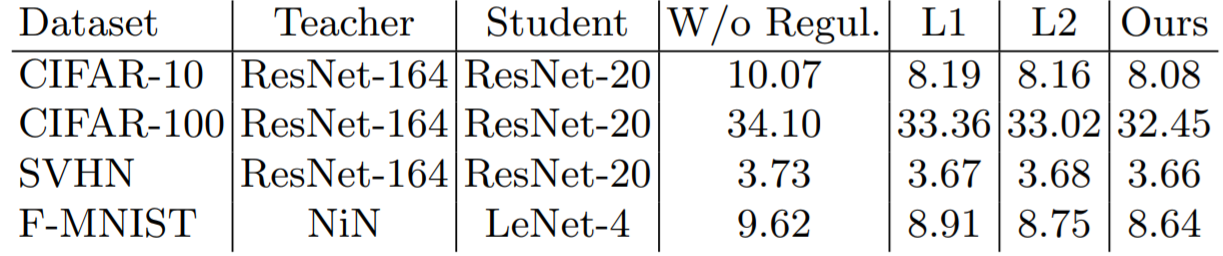 Dataset Teacher Student W/o Regul. L1 L2 Ours
CIFAR-10 ResNet-164 ResNet-20 10.07 8.19 8.16 8.08
CIFAR-100 ResNet-164 ResNet-20 34.10 33.36 33.02 32.45
SVHN ResNet-164 ResNet-20 3.73 3.67 3.68 3.66
F-MNIST NiN LeNet-4 9.62 8.91 8.75 8.64